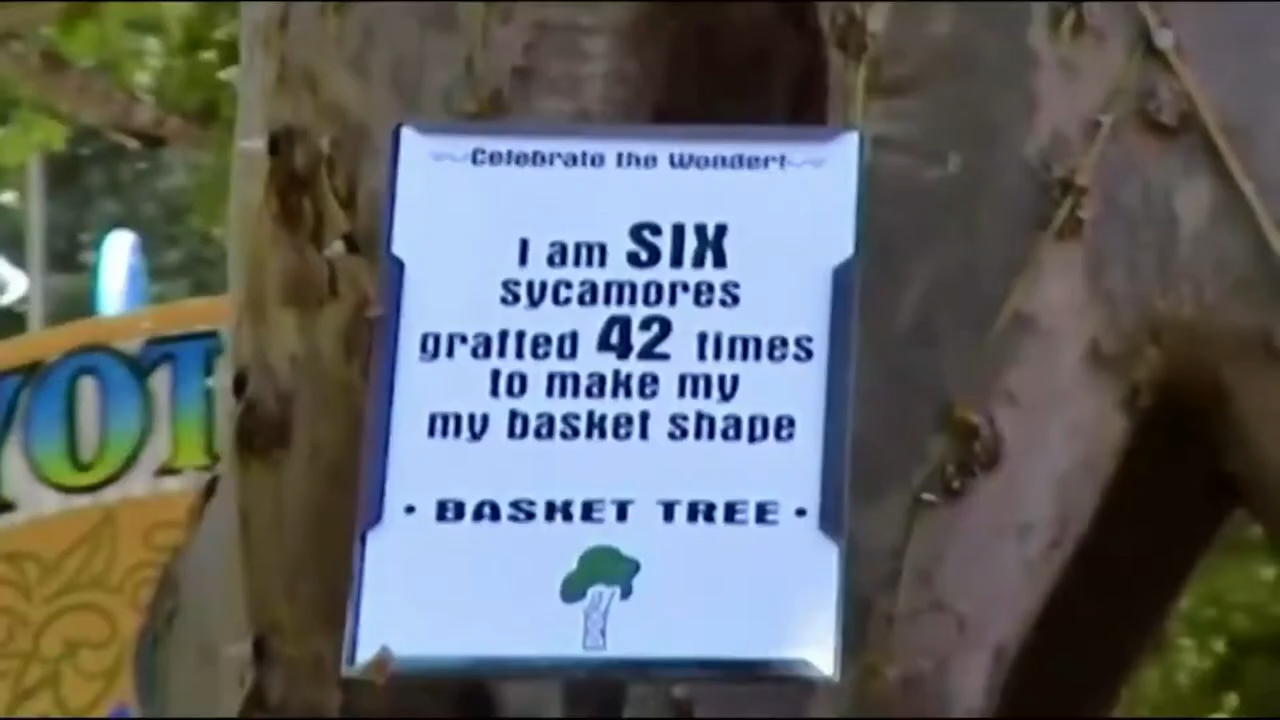 Celebrate the Wonder!
I am SIX
sycamores
grafted 42 times
to make my
my basket shape
• BASKET TREE •